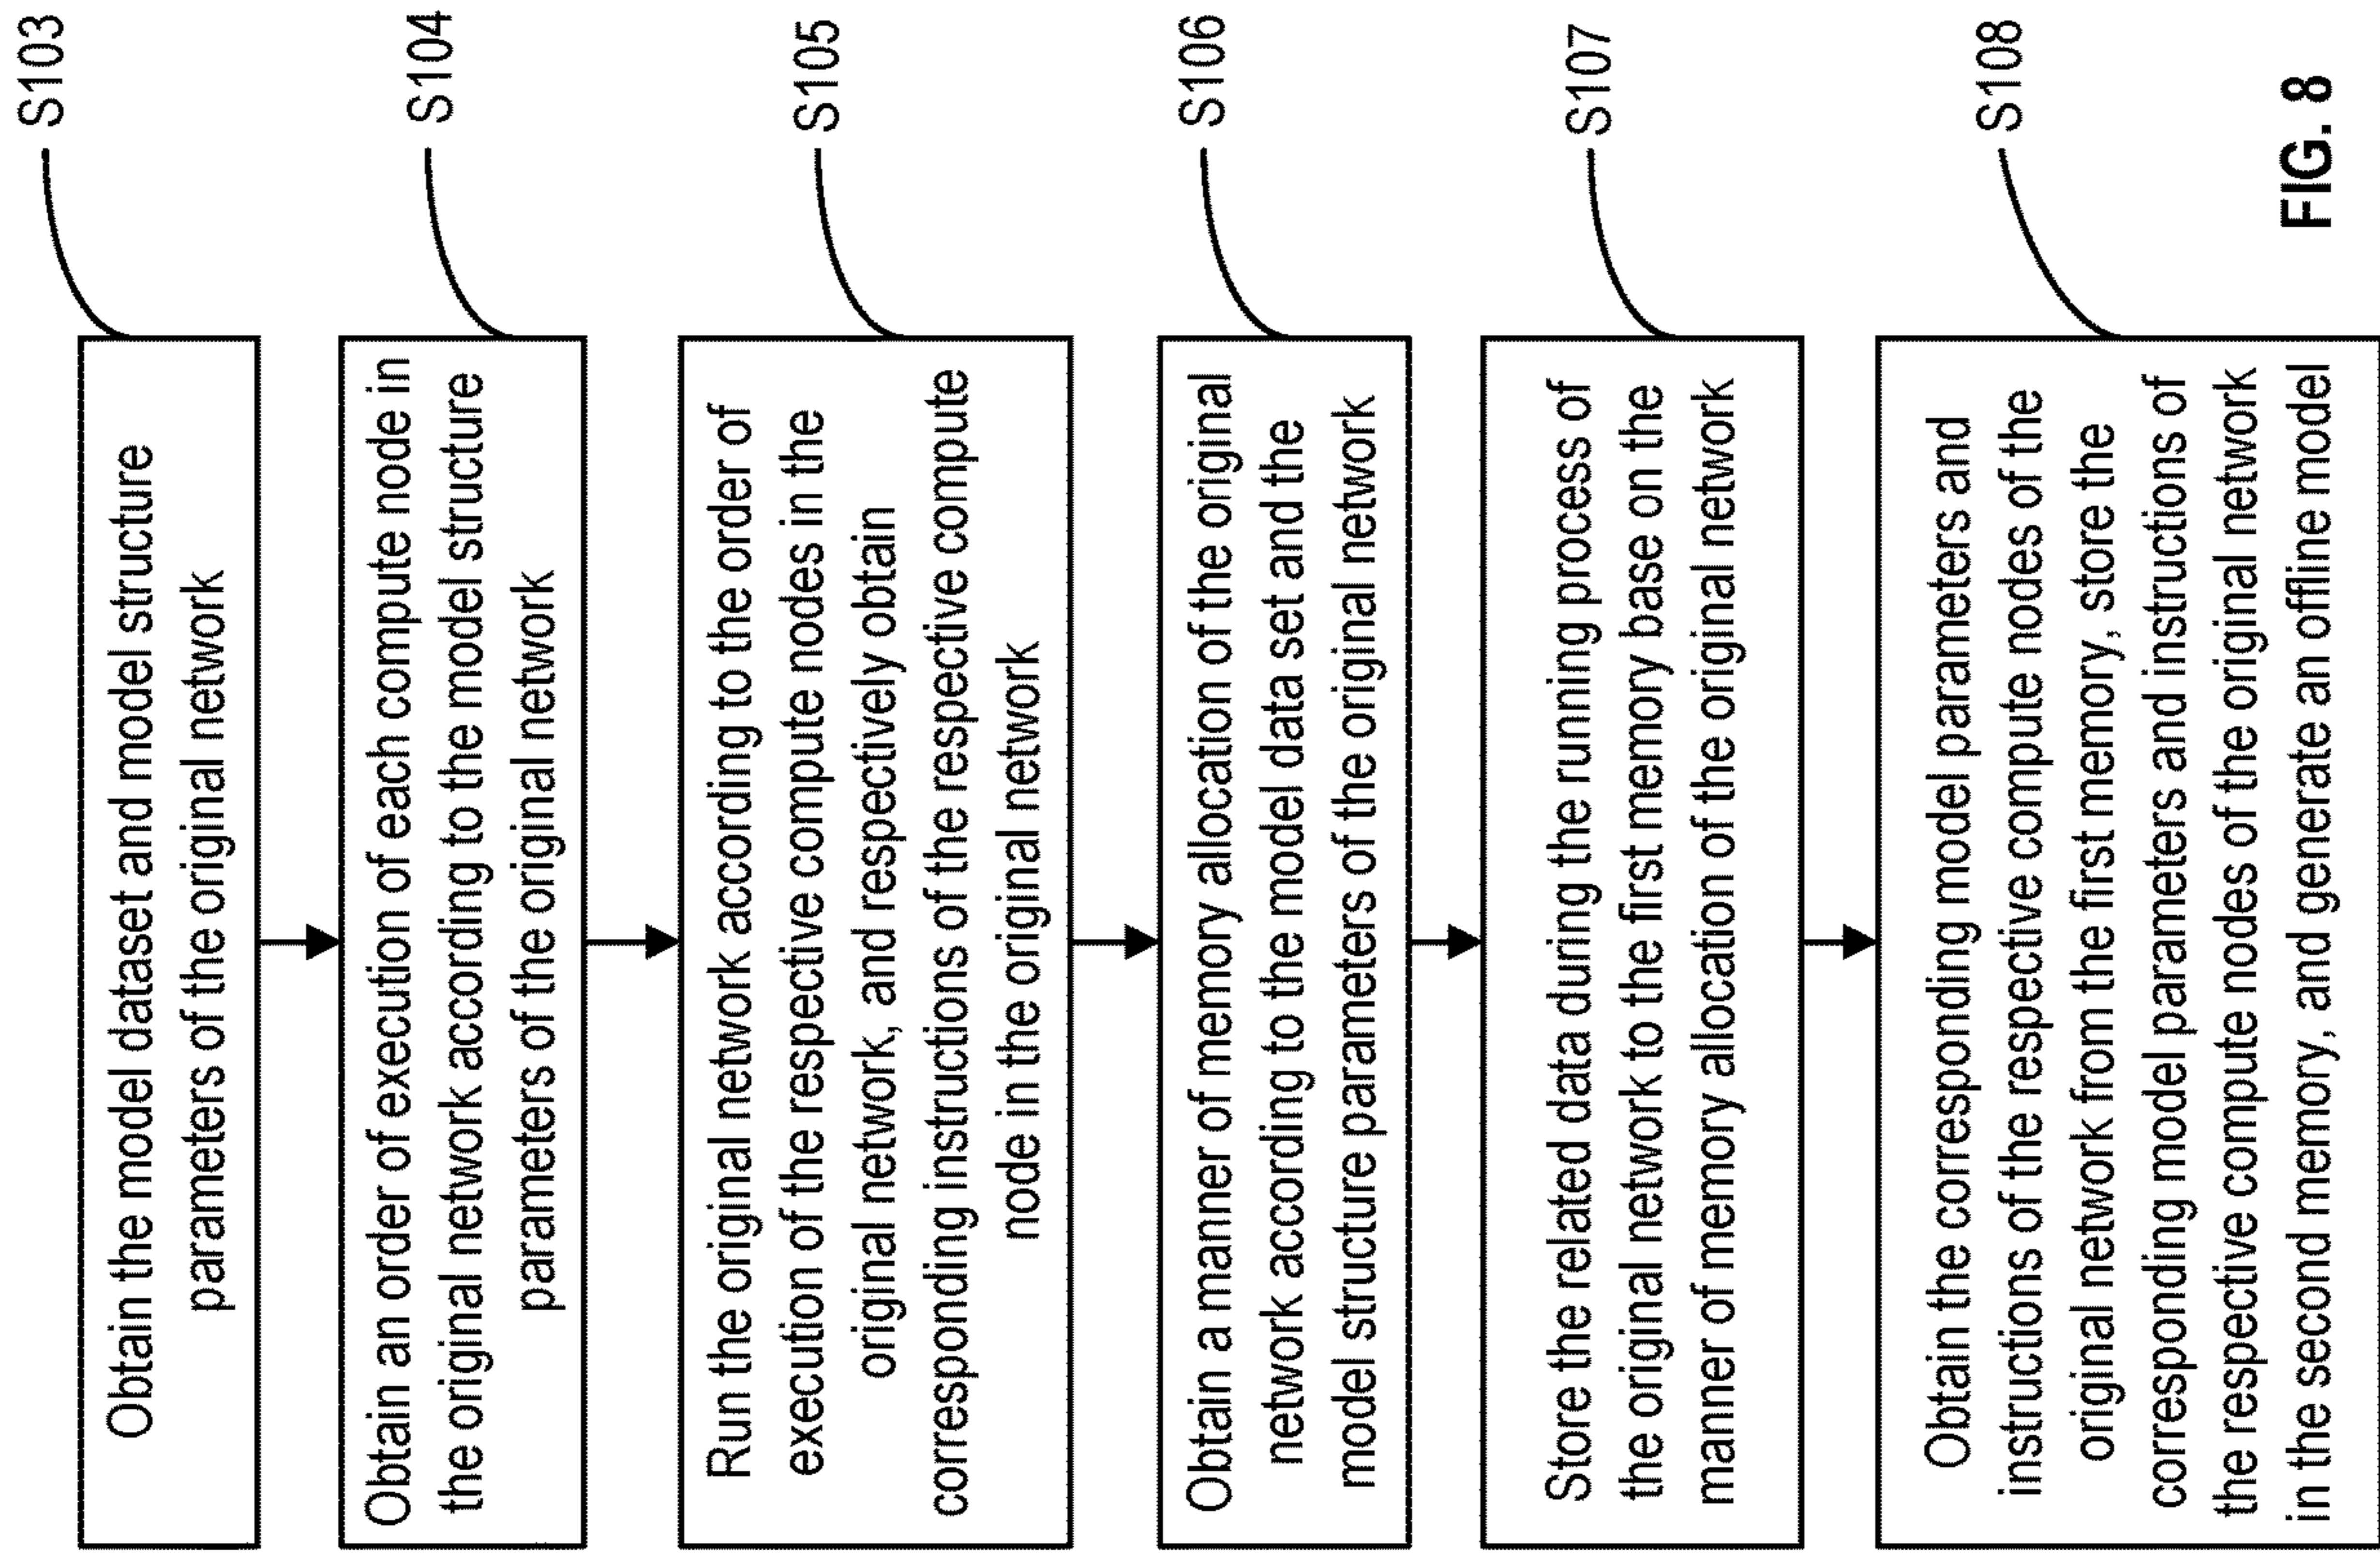 Obtain the model dataset and model structure
parameters of the original network
S103
Obtain an order of execution of each compute node in
the original network according to the model structure
parameters of the original network
S104
Run the original network according to the order of
execution of the respective compute nodes in the
original network, and respectively obtain
corresponding instructions of the respective compute
node in the original network
S105
Obtain a manner of memory allocation of the original
network according to the model data set and the
model structure parameters of the original network
S106
Store the related data during the running process of
the original network to the first memory base on the
manner of memory allocation of the original network
S107
Obtain the corresponding model parameters and
instructions of the respective compute nodes of the
original network from the first memory, store the
corresponding model parameters and instructions of
the respective compute nodes of the original network
in the second memory, and generate an offline model
S108
FIG. 8